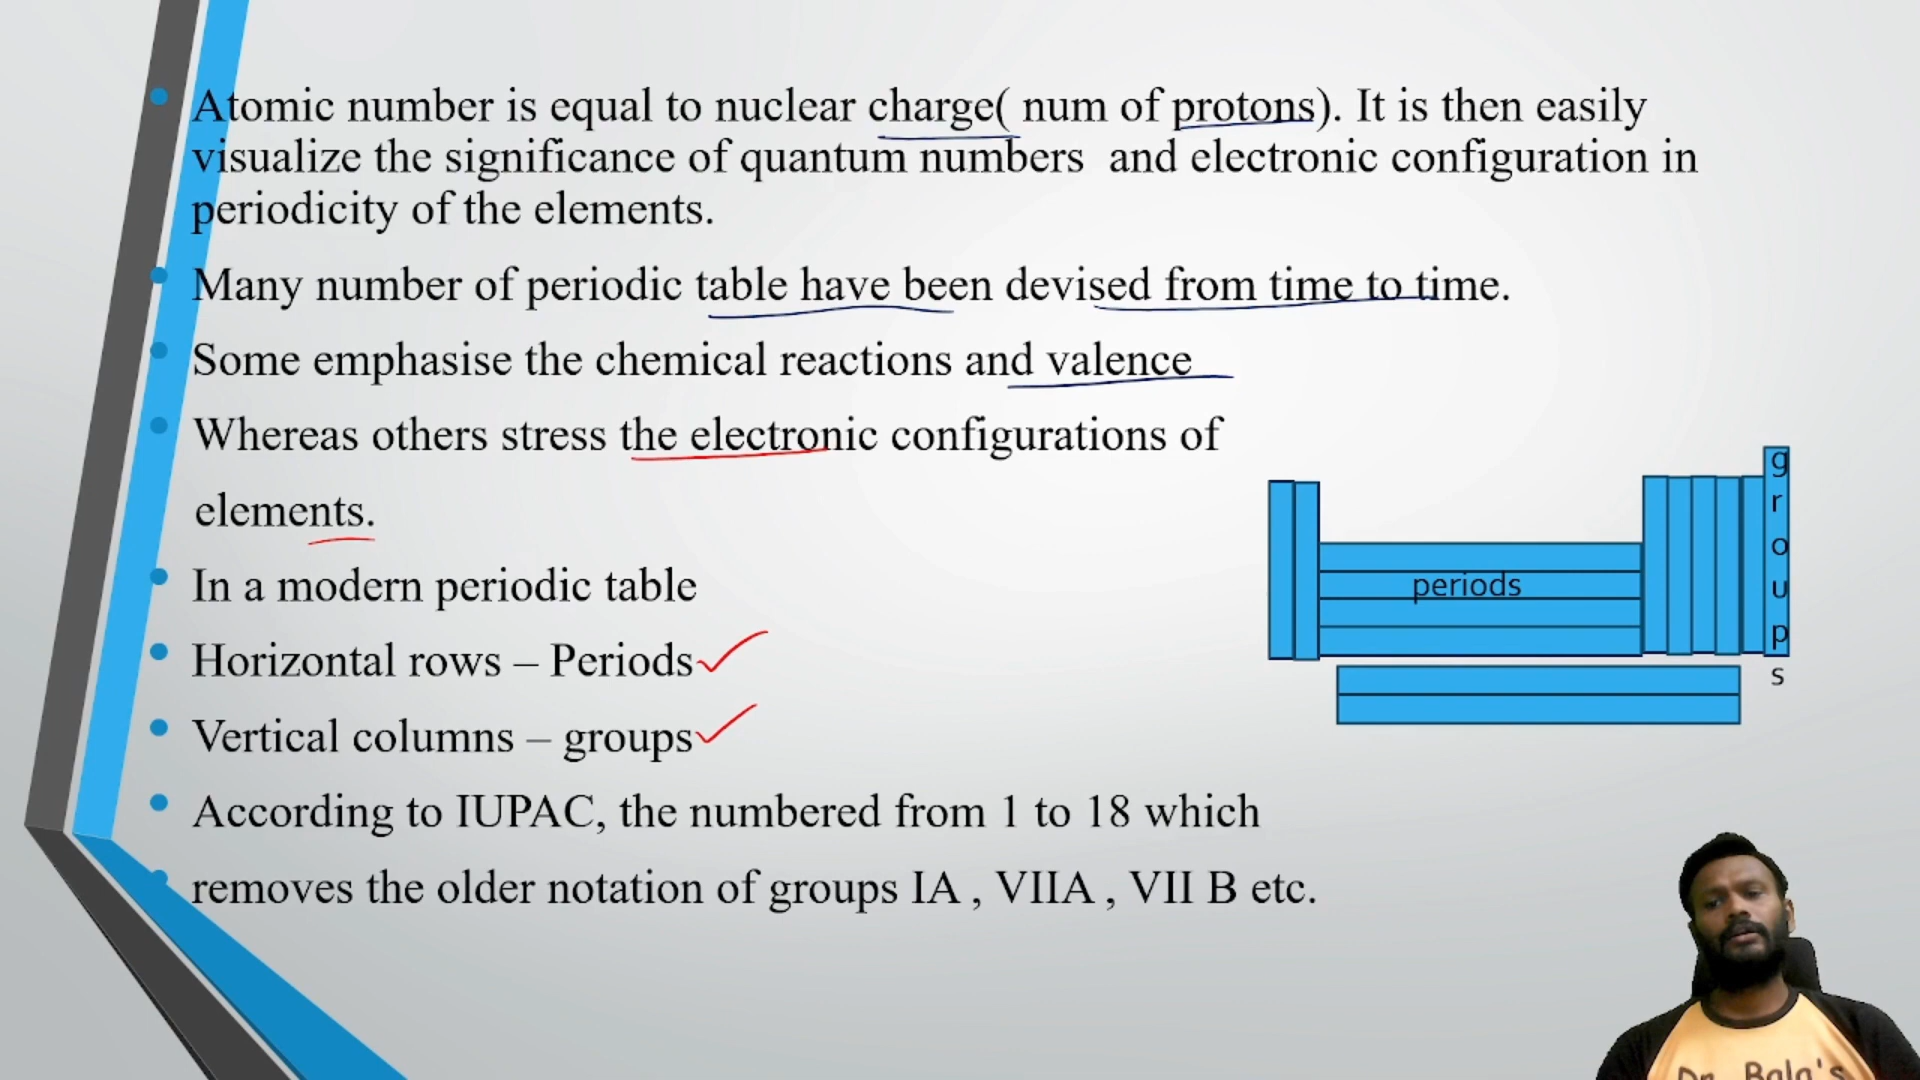 Atomic number is equal to nuclear charge( num of protons). It is then easily
visualize the significance of quantum numbers and electronic configuration in
periodicity of the elements.
Many number of periodic table have been devised from time to time.
Some emphasise the chemical reactions and valence
Whereas others stress the electronic configurations of
elements.
In a modern periodic table
Horizontal rows – Periods
Vertical columns – groups
According to IUPAC, the numbered from 1 to 18 which
removes the older notation of groups IA , VIIA , VII B etc.
periods
groups
Dr. Bala's